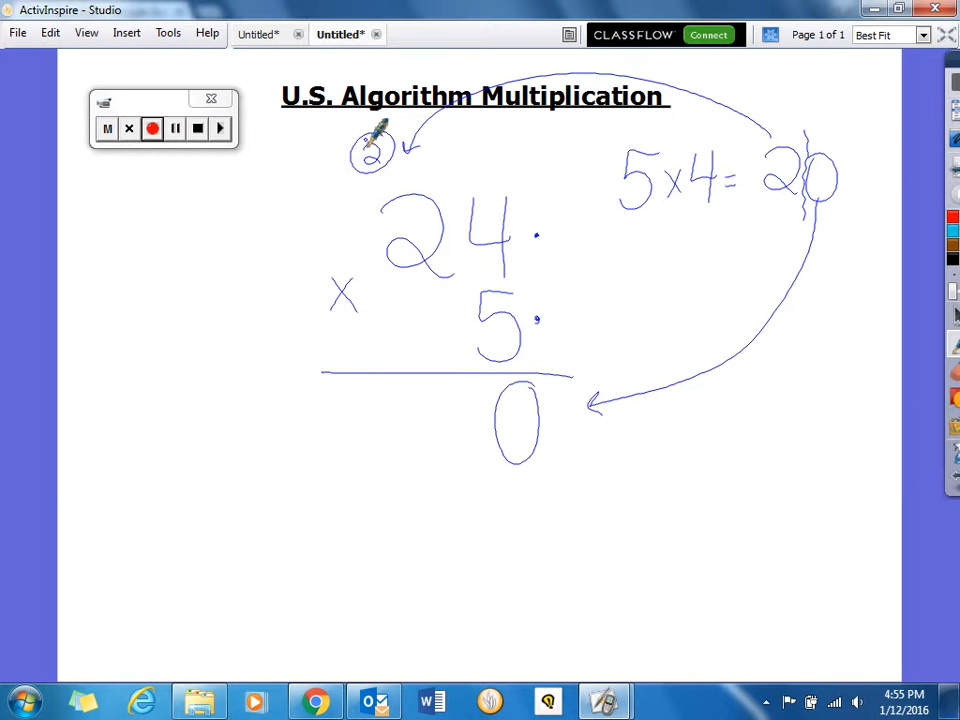 ActivInspire - Studio
File Edit View Insert Tools Help Untitled* Untitled* CLASSFLOW Connect Page 1 of 1 Best Fit
U.S. Algorithm Multiplication
M
2
5x4= 20
24
x 5
0
4:55 PM
1/12/2016